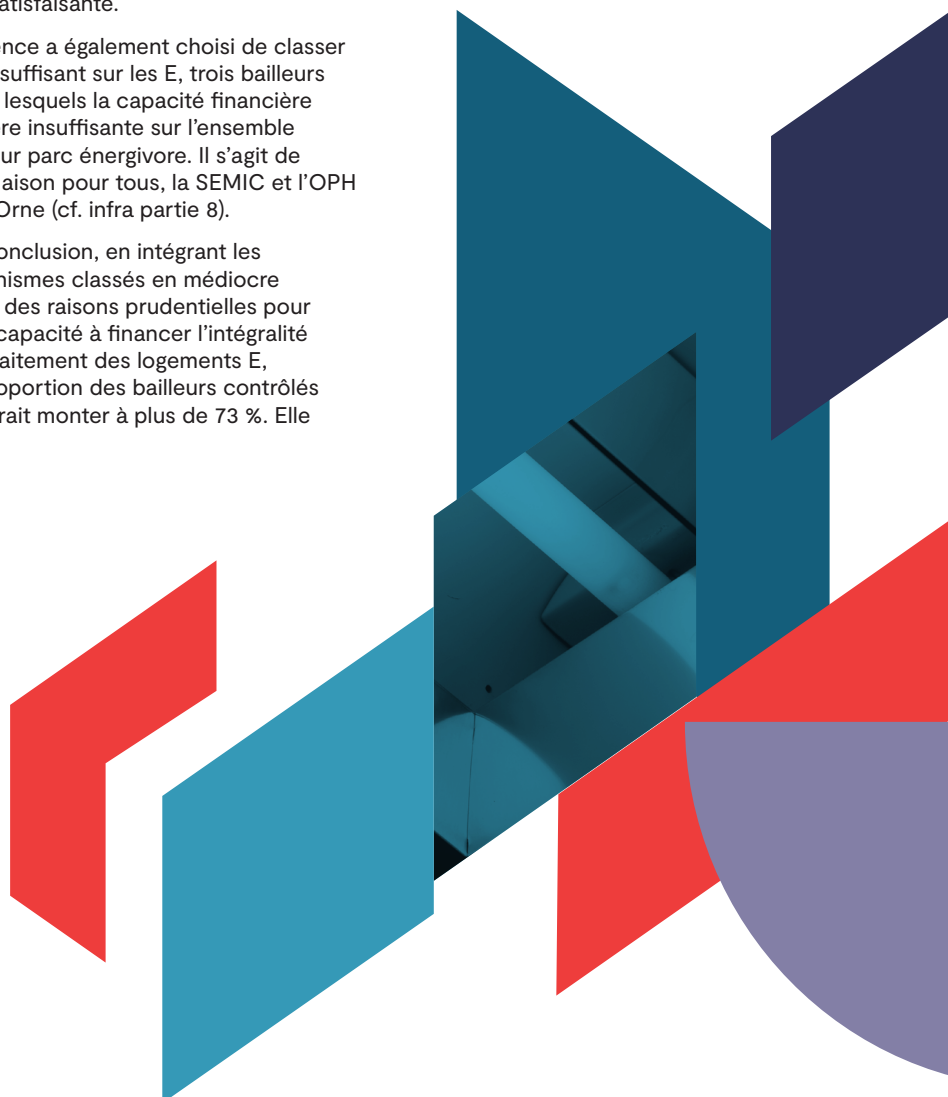 atisfaisante.
ence a également choisi de classer
suffisant sur les E, trois bailleurs
lesquels la capacité financière
re insuffisante sur l'ensemble
ur parc énergivore. Il s'agit de
aison pour tous, la SEMIC et l'OPH
Orne (cf. infra partie 8).
onclusion, en intégrant les
nismes classés en médiocre
des raisons prudentielles pour
capacité à financer l'intégralité
aitement des logements E,
oportion des bailleurs contrôlés
rait monter à plus de 73 %. Elle